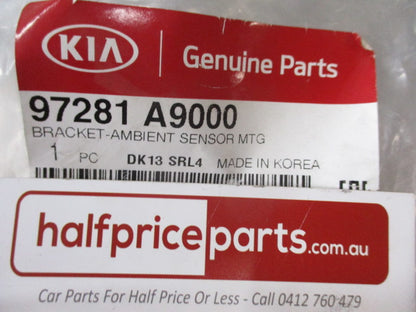 KIA
Genuine Parts
97281 A9000
BRACKET-AMBIENT SENSOR MTG
1 PC DK13 SRL4 MADE IN KOREA
halfpriceparts.com.au
Car Parts For Half Price Or Less - Call 0412 760 479